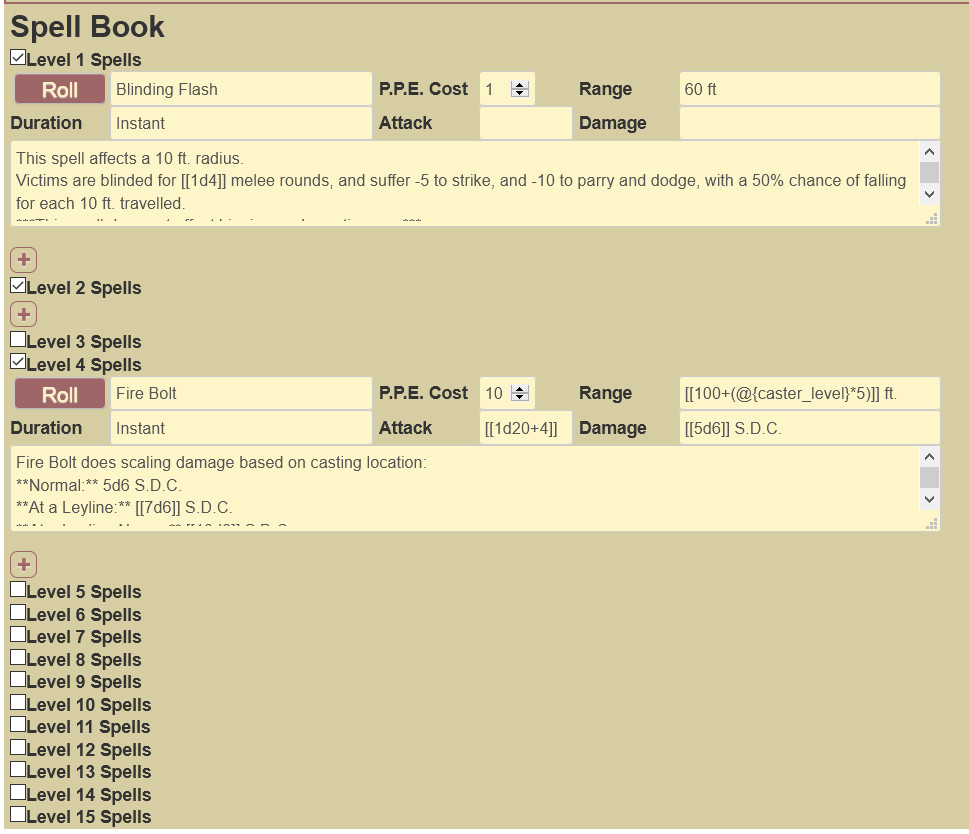 Spell Book
Level 1 Spells
Roll Blinding Flash P.P.E. Cost 1 Range 60 ft
Duration Instant Attack Damage
This spell affects a 10 ft. radius.
Victims are blinded for [[1d4]] melee rounds, and suffer -5 to strike, and -10 to parry and dodge, with a 50% chance of falling
for each 10 ft. travelled.
+
Level 2 Spells
+
Level 3 Spells
Level 4 Spells
Roll Fire Bolt P.P.E. Cost 10 Range [[100+(@{caster_level}*5)]] ft.
Duration Instant Attack [[1d20+4]] Damage [[5d6]] S.D.C.
Fire Bolt does scaling damage based on casting location:
**Normal:** 5d6 S.D.C.
**At a Leyline:** [[7d6]] S.D.C.
+
Level 5 Spells
Level 6 Spells
Level 7 Spells
Level 8 Spells
Level 9 Spells
Level 10 Spells
Level 11 Spells
Level 12 Spells
Level 13 Spells
Level 14 Spells
Level 15 Spells